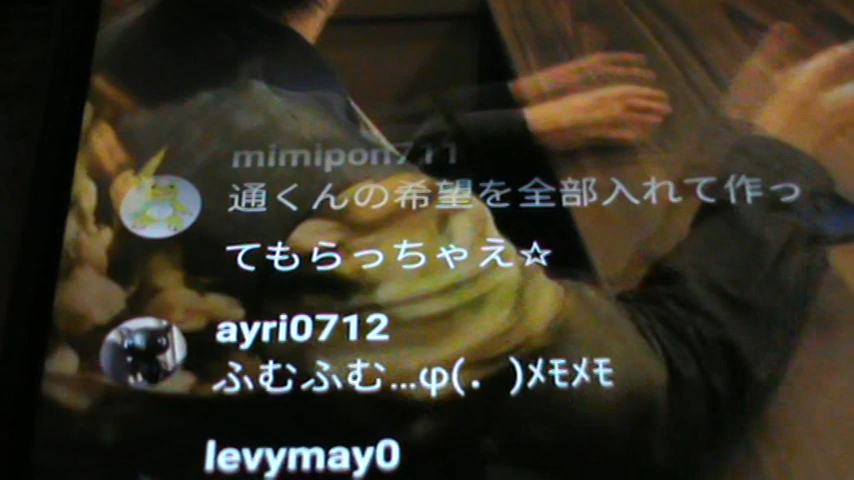 mimipon711
通くんの希望を全部入れて作っ
てもらっちゃえ☆
ayri0712
ふむふむ…φ(．)ﾒﾓﾒﾓ
levymay0